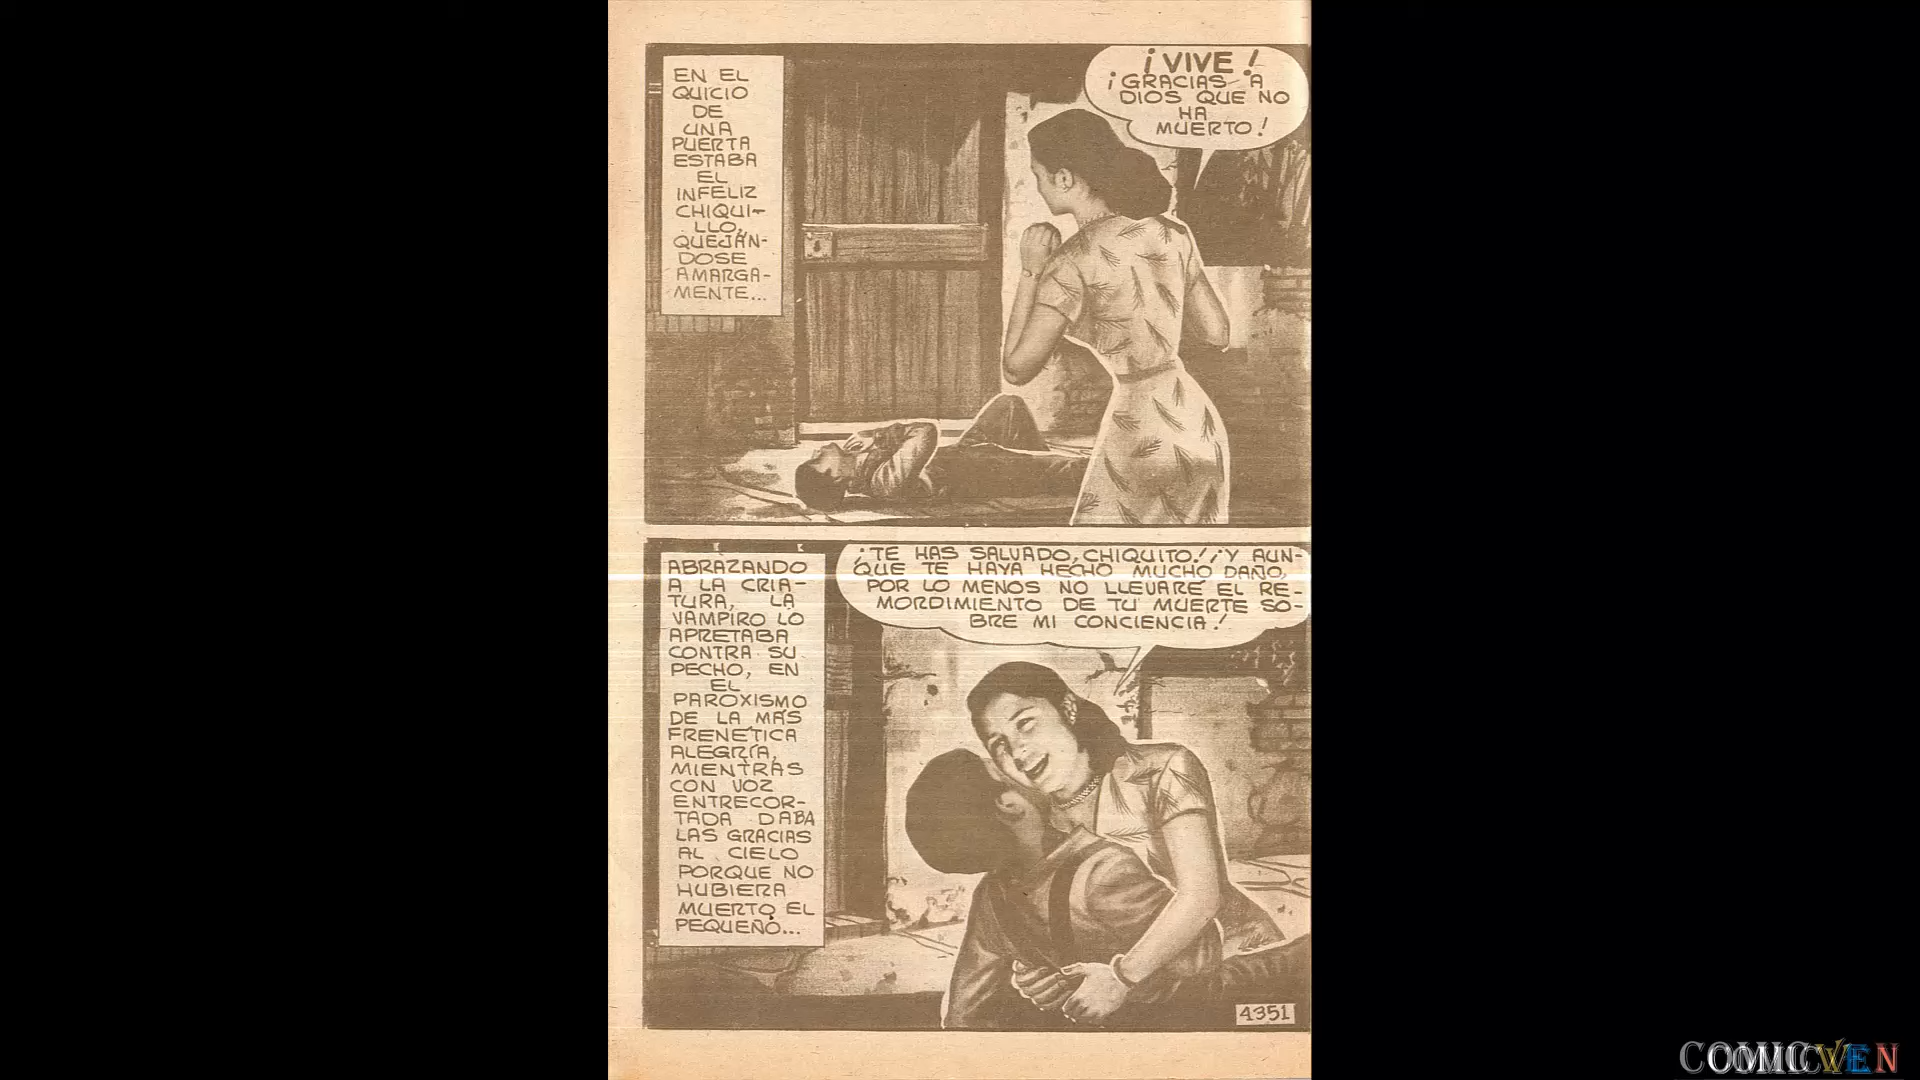 EN EL
QUICIO
DE
UNA
PUERTA
ESTABA
EL
INFELIZ
CHIQUI-
LLO,
QUEJÁN-
DOSE
AMARGA-
MENTE...
¡VIVE!
¡GRACIAS A
DIOS QUE NO
HA
MUERTO!
ABRAZANDO
A LA CRIA-
TURA, LA
VAMPIRO LO
APRETABA
CONTRA SU
PECHO, EN
EL
PAROXISMO
DE LA MÁS
FRENÉTICA
ALEGRÍA,
MIENTRAS
CON VOZ
ENTRECOR-
TADA DABA
LAS GRACIAS
AL CIELO
PORQUE NO
HUBIERA
MUERTO EL
PEQUEÑO...
¡TE HAS SALVADO, CHIQUITO! ¡Y AUN-
QUE TE HAYA HECHO MUCHO DAÑO,
POR LO MENOS NO LLEVARÉ EL RE-
MORDIMIENTO DE TU MUERTE SO-
BRE MI CONCIENCIA!
4351